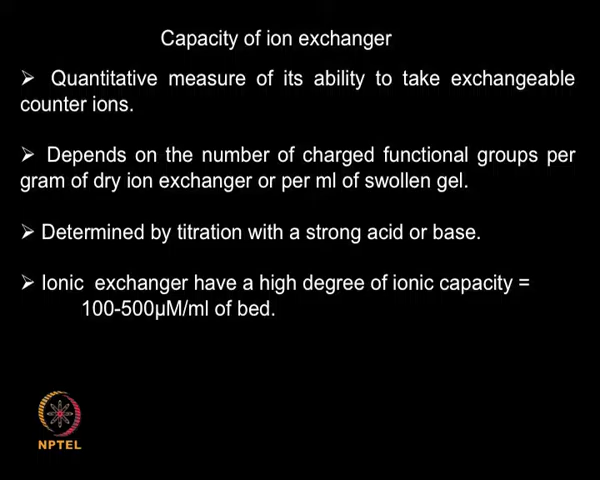 Capacity of ion exchanger
➢ Quantitative measure of its ability to take exchangeable
counter ions.
➢ Depends on the number of charged functional groups per
gram of dry ion exchanger or per ml of swollen gel.
➢ Determined by titration with a strong acid or base.
➢ Ionic exchanger have a high degree of ionic capacity =
100-500µM/ml of bed.
NPTEL